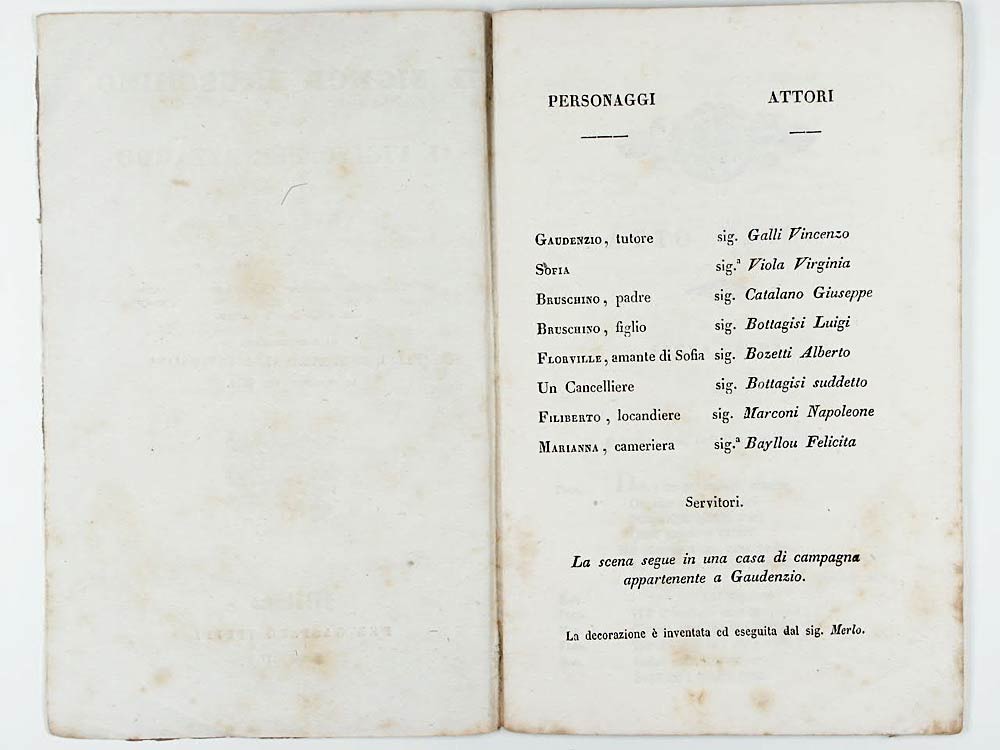 PERSONAGGI ATTORI
GAUDENZIO, tutore sig. Galli Vincenzo
SOFIA sig.ª Viola Virginia
BRUSCHINO, padre sig. Catalano Giuseppe
BRUSCHINO, figlio sig. Bottagisi Luigi
FLORVILLE, amante di Sofia sig. Bozetti Alberto
Un Cancelliere sig. Bottagisi suddetto
FILIBERTO, locandiere sig. Marconi Napoleone
MARIANNA, cameriera sig.ª Bayllou Felicita
Servitori.
La scena segue in una casa di campagna
appartenente a Gaudenzio.
La decorazione è inventata ed eseguita dal sig. Merlo.